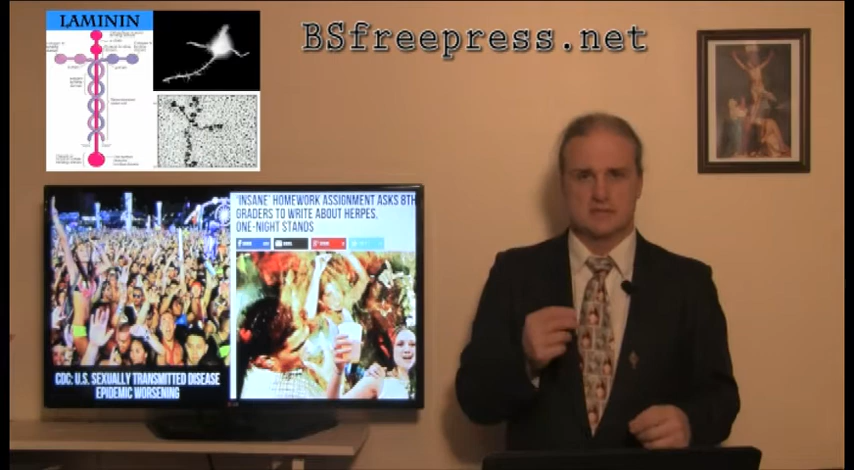 LAMININ
BSfreepress.net
'INSANE' HOMEWORK ASSIGNMENT ASKS 8TH
GRADERS TO WRITE ABOUT HERPES,
ONE-NIGHT STANDS
CDC: U.S. SEXUALLY TRANSMITTED DISEASE
EPIDEMIC WORSENING